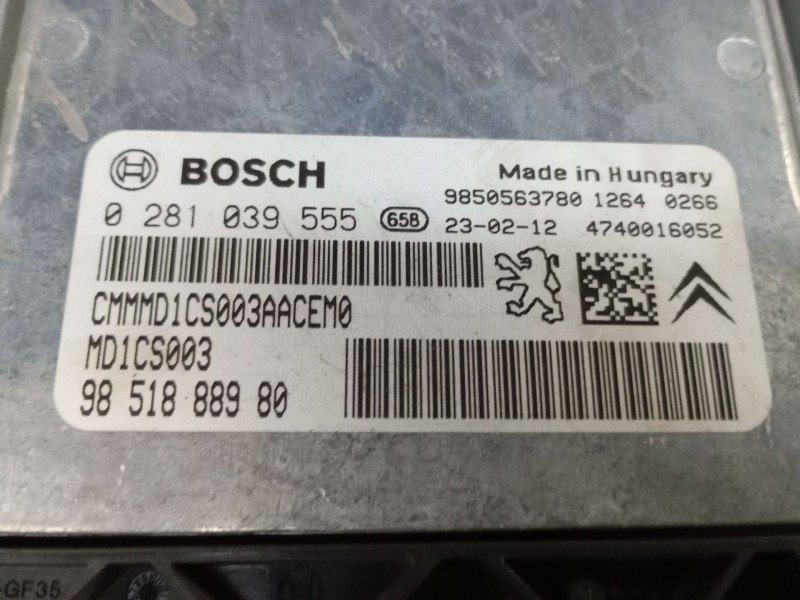 BOSCH
Made in Hungary
9850563780 1264 0266
0 281 039 555 65B 23-02-12 4740016052
CMMMD1CS003AACEM0
MD1CS003
98 518 889 80
-GF35